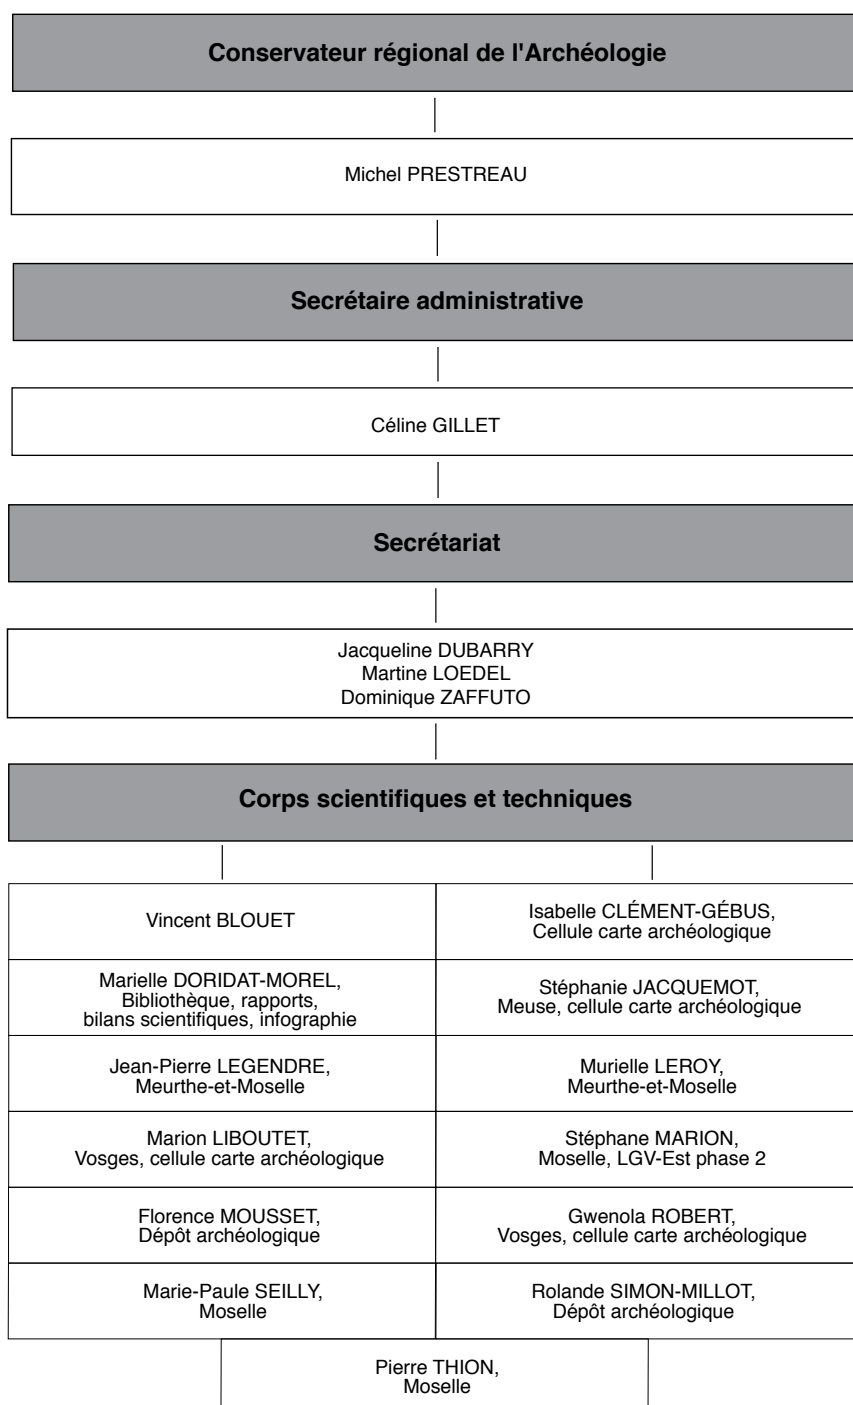 Conservateur régional de l'Archéologie
Michel PRESTREAU
Secrétaire administrative
Céline GILLET
Secrétariat
Jacqueline DUBARRY
Martine LOEDEL
Dominique ZAFFUTO
Corps scientifiques et techniques
Vincent BLOUET
Isabelle CLÉMENT-GÉBUS,
Cellule carte archéologique
Marielle DORIDAT-MOREL,
Bibliothèque, rapports,
bilans scientifiques, infographie
Stéphanie JACQUEMOT,
Meuse, cellule carte archéologique
Jean-Pierre LEGENDRE,
Meurthe-et-Moselle
Murielle LEROY,
Meurthe-et-Moselle
Marion LIBOUTET,
Vosges, cellule carte archéologique
Stéphane MARION,
Moselle, LGV-Est phase 2
Florence MOUSSET,
Dépôt archéologique
Gwenola ROBERT,
Vosges, cellule carte archéologique
Marie-Paule SEILLY,
Moselle
Rolande SIMON-MILLOT,
Dépôt archéologique
Pierre THION,
Moselle